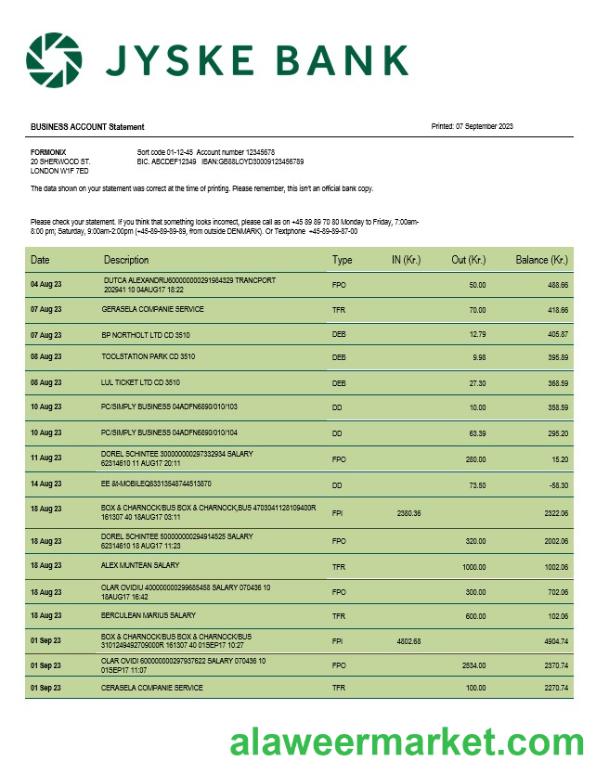 JYSKE BANK
BUSINESS ACCOUNT Statement Printed: 07 September 2023
FORMONIX Sort code 01-12-45 Account number 12345678
20 SHERWOOD ST. BIC. ABCDEF12349 IBAN:GB88LOYD30009123456789
LONDON W1F 7ED
The data shown on your statement was correct at the time of printing. Please remember, this isn't an official bank copy.
Please check your statement. If you think that something looks incorrect, please call as on +45 89 89 70 80 Monday to Friday, 7:00am-
8:00 pm; Saturday, 9:00am-2:00pm (+45-89-89-89-89, from outside DENMARK). Or Textphone +45-89-89-87-00
Date Description Type IN (Kr.) Out (Kr.) Balance (Kr.)
04 Aug 23 DUTCA ALEXANDRU600000000291984329 TRANCPORT FPO 50.00 488.66
202941 10 04AUG17 18:22
07 Aug 23 GERASELA COMPANIE SERVICE TFR 70.00 418.66
07 Aug 23 BP NORTHOLT LTD CD 3510 DEB 12.79 405.87
08 Aug 23 TOOLSTATION PARK CD 3510 DEB 9.98 395.89
08 Aug 23 LUL TICKET LTD CD 3510 DEB 27.30 368.59
10 Aug 23 PC/SIMPLY BUSINESS 04ADFN6890/010/103 DD 10.00 358.59
10 Aug 23 PC/SIMPLY BUSINESS 04ADFN6890/010/104 DD 63.39 295.20
11 Aug 23 DOREL SCHINTEE 300000000297332934 SALARY FPO 280.00 15.20
62314610 11 AUG17 20:11
14 Aug 23 EE &t-MOBILEQ83313548744513870 DD 73.50 -58.30
18 Aug 23 BOX & CHARNOCK/BUS BOX & CHARNOCK,BUS 4703041128109400R FPI 2380.36 2322.06
161307 40 18AUG17 03:11
18 Aug 23 DOREL SCHINTEE 500000000294914525 SALARY FPO 320.00 2002.06
62314610 18 AUG17 11:23
18 Aug 23 ALEX MUNTEAN SALARY TFR 1000.00 1002.06
18 Aug 23 OLAR OVIDIU 400000000299685458 SALARY 070436 10 FPO 300.00 702.06
18AUG17 16:42
18 Aug 23 BERCULEAN MARIUS SALARY TFR 600.00 102.06
01 Sep 23 BOX & CHARNOCK/BUS BOX & CHARNOCK/BUS FPI 4802.68 4904.74
3101249492709000R 161307 40 01SEP17 10:27
01 Sep 23 OLAR OVIDI 600000000297937622 SALARY 070436 10 FPO 2534.00 2370.74
01SEP17 11:07
01 Sep 23 CERASELA COMPANIE SERVICE TFR 100.00 2270.74
alaweermarket.com